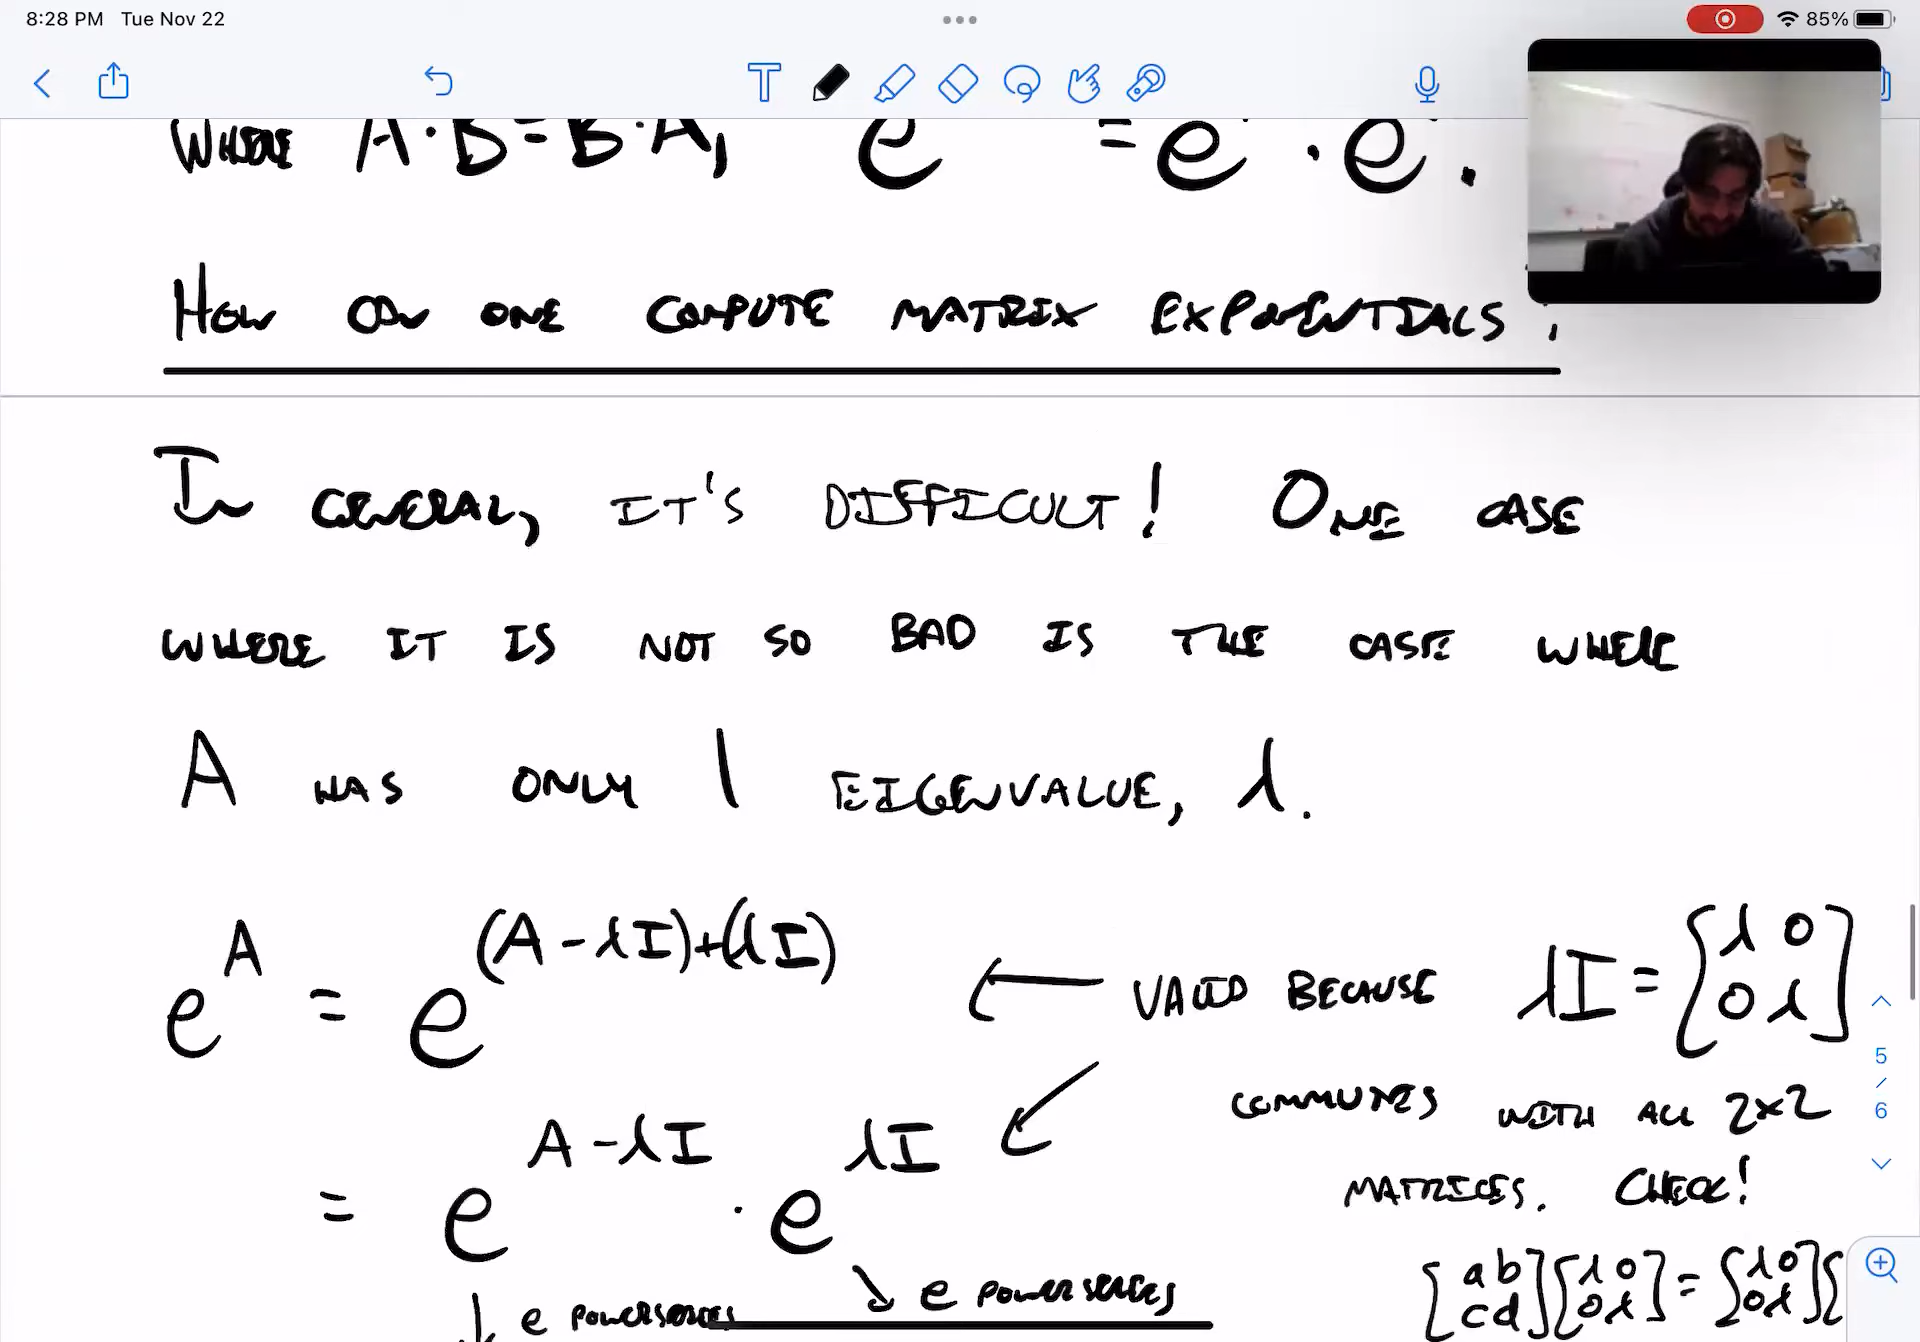 8:28 PM Tue Nov 22
85%
WHERE A·B=B·A, e = e · e .
HOW CAN ONE COMPUTE MATRIX EXPONENTIALS
IN GENERAL, IT'S DIFFICULT! ONE CASE
WHERE IT IS NOT SO BAD IS THE CASE WHERE
A HAS ONLY 1 EIGENVALUE, λ.
e^A = e^{(A-λI)+(λI)} ← VALID BECAUSE λI = [λ 0; 0 λ]
COMMUTES WITH ALL 2×2
= e^{A-λI} · e^{λI}
MATRICES. CHECK!
↓ e POWERSERIES ↘ e POWERSERIES
[a b; c d][λ 0; 0 λ] = [λ 0; 0 λ][
5
/
6